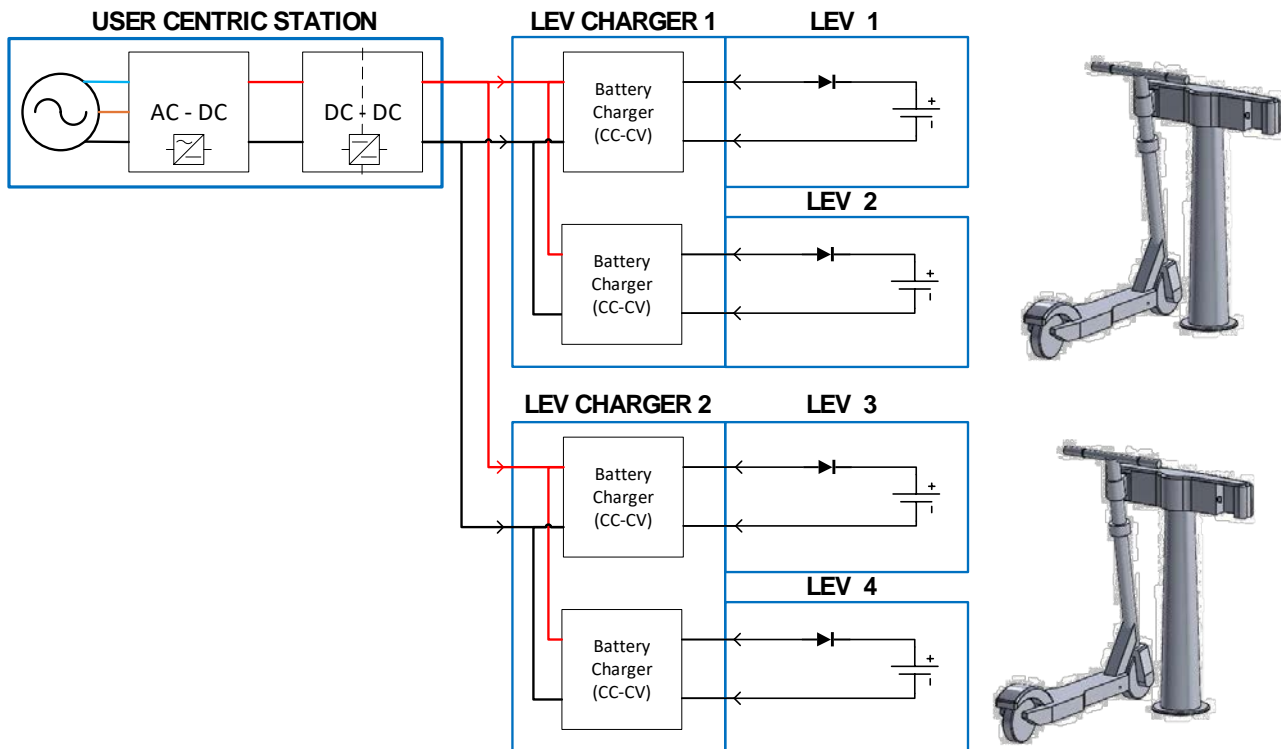 USER CENTRIC STATION
LEV CHARGER 1
LEV 1
AC - DC
DC - DC
Battery
Charger
(CC-CV)
+
LEV 2
Battery
Charger
(CC-CV)
+
LEV CHARGER 2
LEV 3
Battery
Charger
(CC-CV)
+
LEV 4
Battery
Charger
(CC-CV)
+